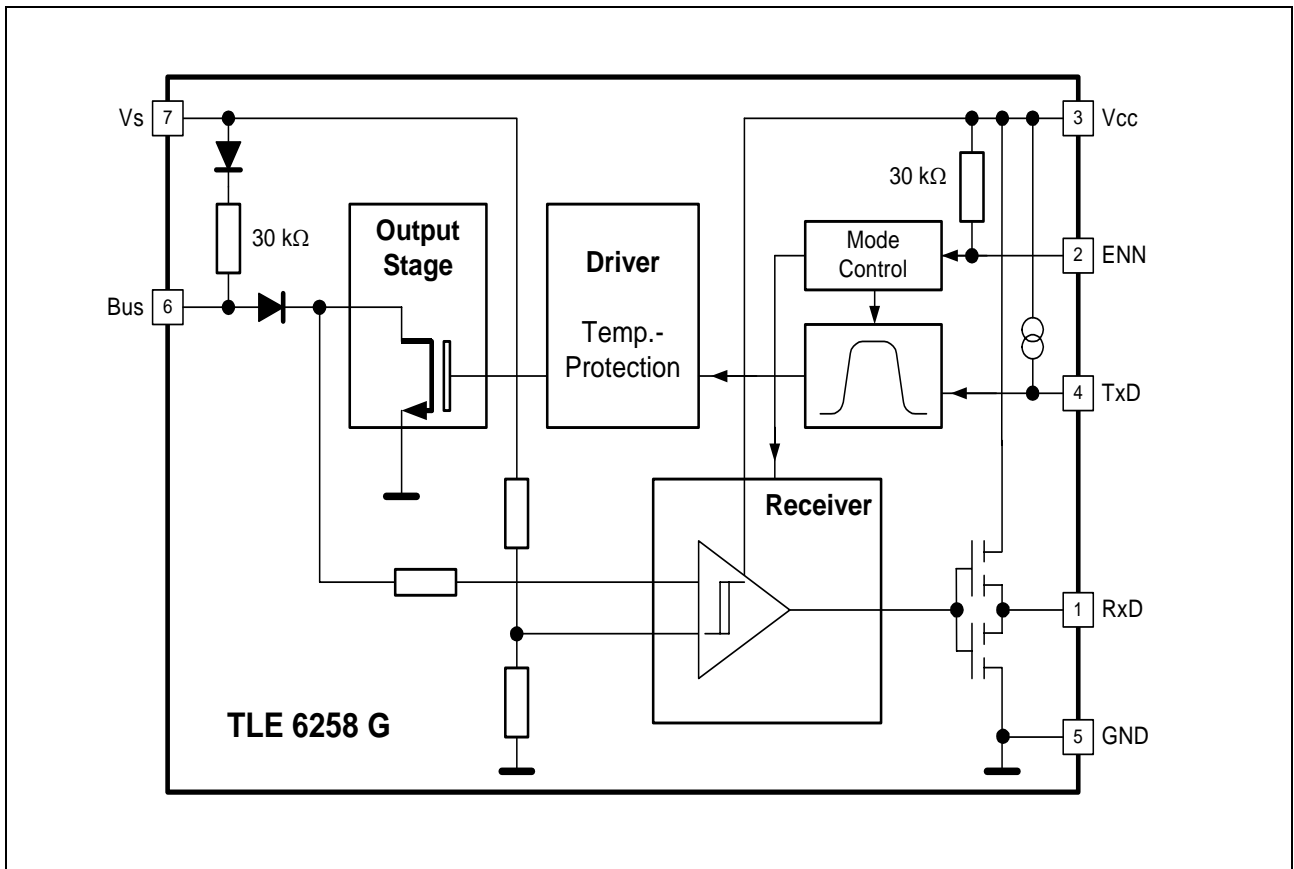 Vs
7
3
Vcc
30 kΩ
30 kΩ
Output
Stage
Driver
Temp.-
Protection
Mode
Control
2
ENN
Bus
6
4
TxD
Receiver
1
RxD
TLE 6258 G
5
GND